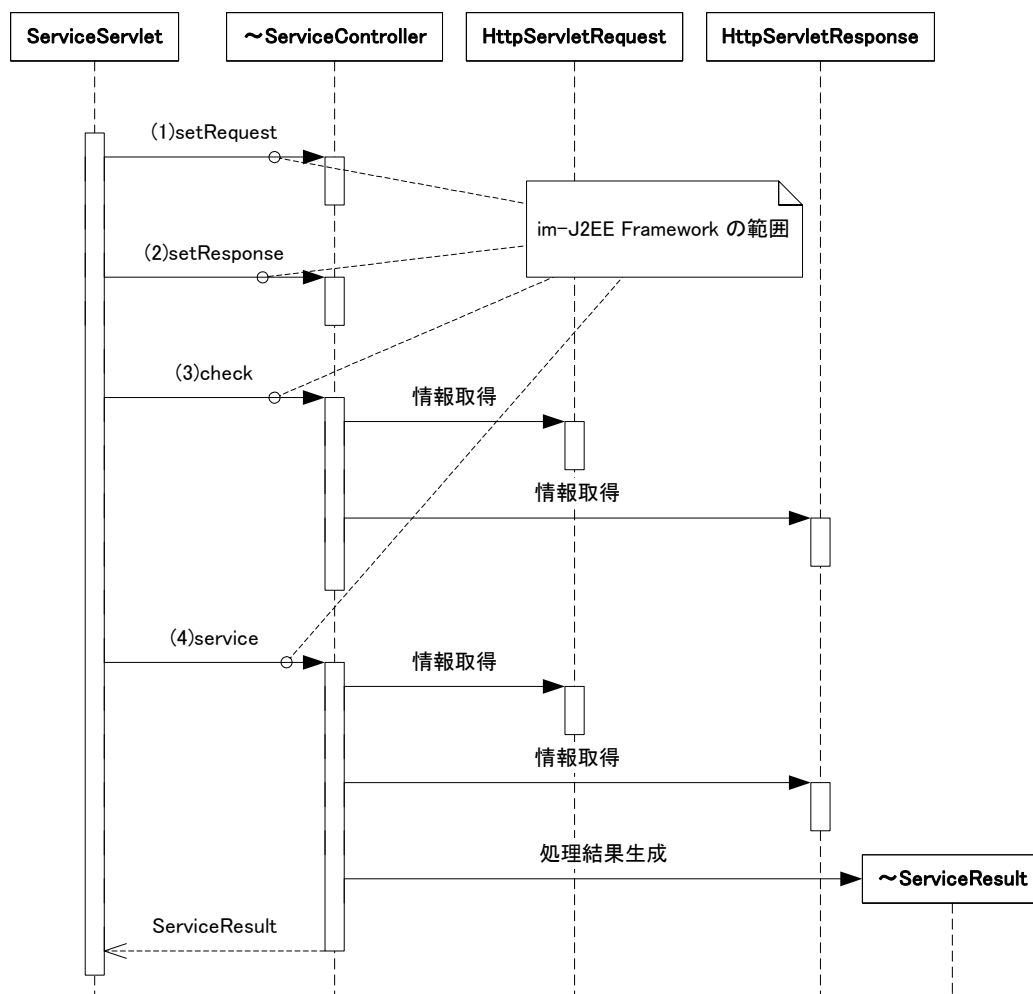 ServiceServlet
～ServiceController
HttpServletRequest
HttpServletResponse
(1)setRequest
im-J2EE Framework の範囲
(2)setResponse
(3)check
情報取得
情報取得
(4)service
情報取得
情報取得
処理結果生成
～ServiceResult
ServiceResult